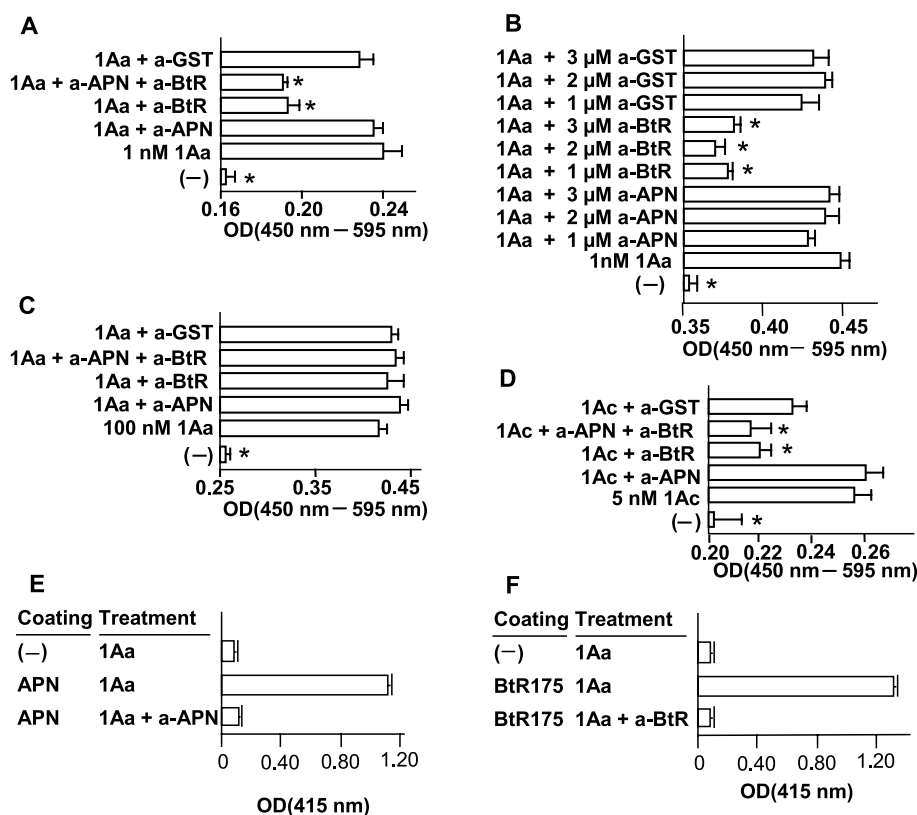 A
1Aa + a-GST
1Aa + a-APN + a-BtR
1Aa + a-BtR
1Aa + a-APN
1 nM 1Aa
(—)
*
*
*
0.16 0.20 0.24
OD(450 nm — 595 nm)
B
1Aa + 3 µM a-GST
1Aa + 2 µM a-GST
1Aa + 1 µM a-GST
1Aa + 3 µM a-BtR *
1Aa + 2 µM a-BtR *
1Aa + 1 µM a-BtR *
1Aa + 3 µM a-APN
1Aa + 2 µM a-APN
1Aa + 1 µM a-APN
1nM 1Aa
(—) *
0.35 0.40 0.45
OD(450 nm — 595 nm)
C
1Aa + a-GST
1Aa + a-APN + a-BtR
1Aa + a-BtR
1Aa + a-APN
100 nM 1Aa
(—) *
0.25 0.35 0.45
OD(450 nm — 595 nm)
D
1Ac + a-GST
1Ac + a-APN + a-BtR *
1Ac + a-BtR *
1Ac + a-APN
5 nM 1Ac
(—) *
0.20 0.22 0.24 0.26
OD(450 nm — 595 nm)
E
Coating Treatment
(—) 1Aa
APN 1Aa
APN 1Aa + a-APN
0 0.40 0.80 1.20
OD(415 nm)
F
Coating Treatment
(—) 1Aa
BtR175 1Aa
BtR175 1Aa + a-BtR
0 0.40 0.80 1.20
OD(415 nm)